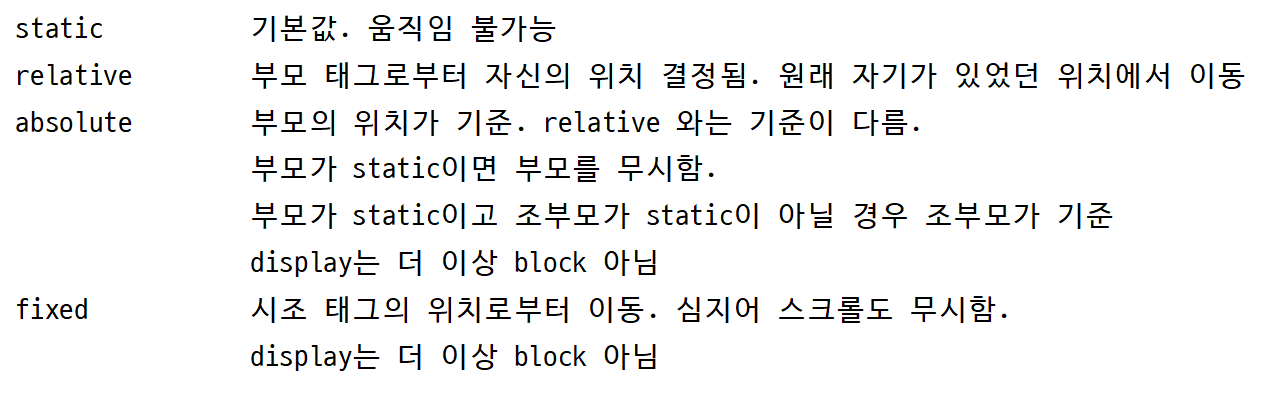 static 기본값. 움직임 불가능
relative 부모 태그로부터 자신의 위치 결정됨. 원래 자기가 있었던 위치에서 이동
absolute 부모의 위치가 기준. relative 와는 기준이 다름.
부모가 static이면 부모를 무시함.
부모가 static이고 조부모가 static이 아닐 경우 조부모가 기준
display는 더 이상 block 아님
fixed 시조 태그의 위치로부터 이동. 심지어 스크롤도 무시함.
display는 더 이상 block 아님